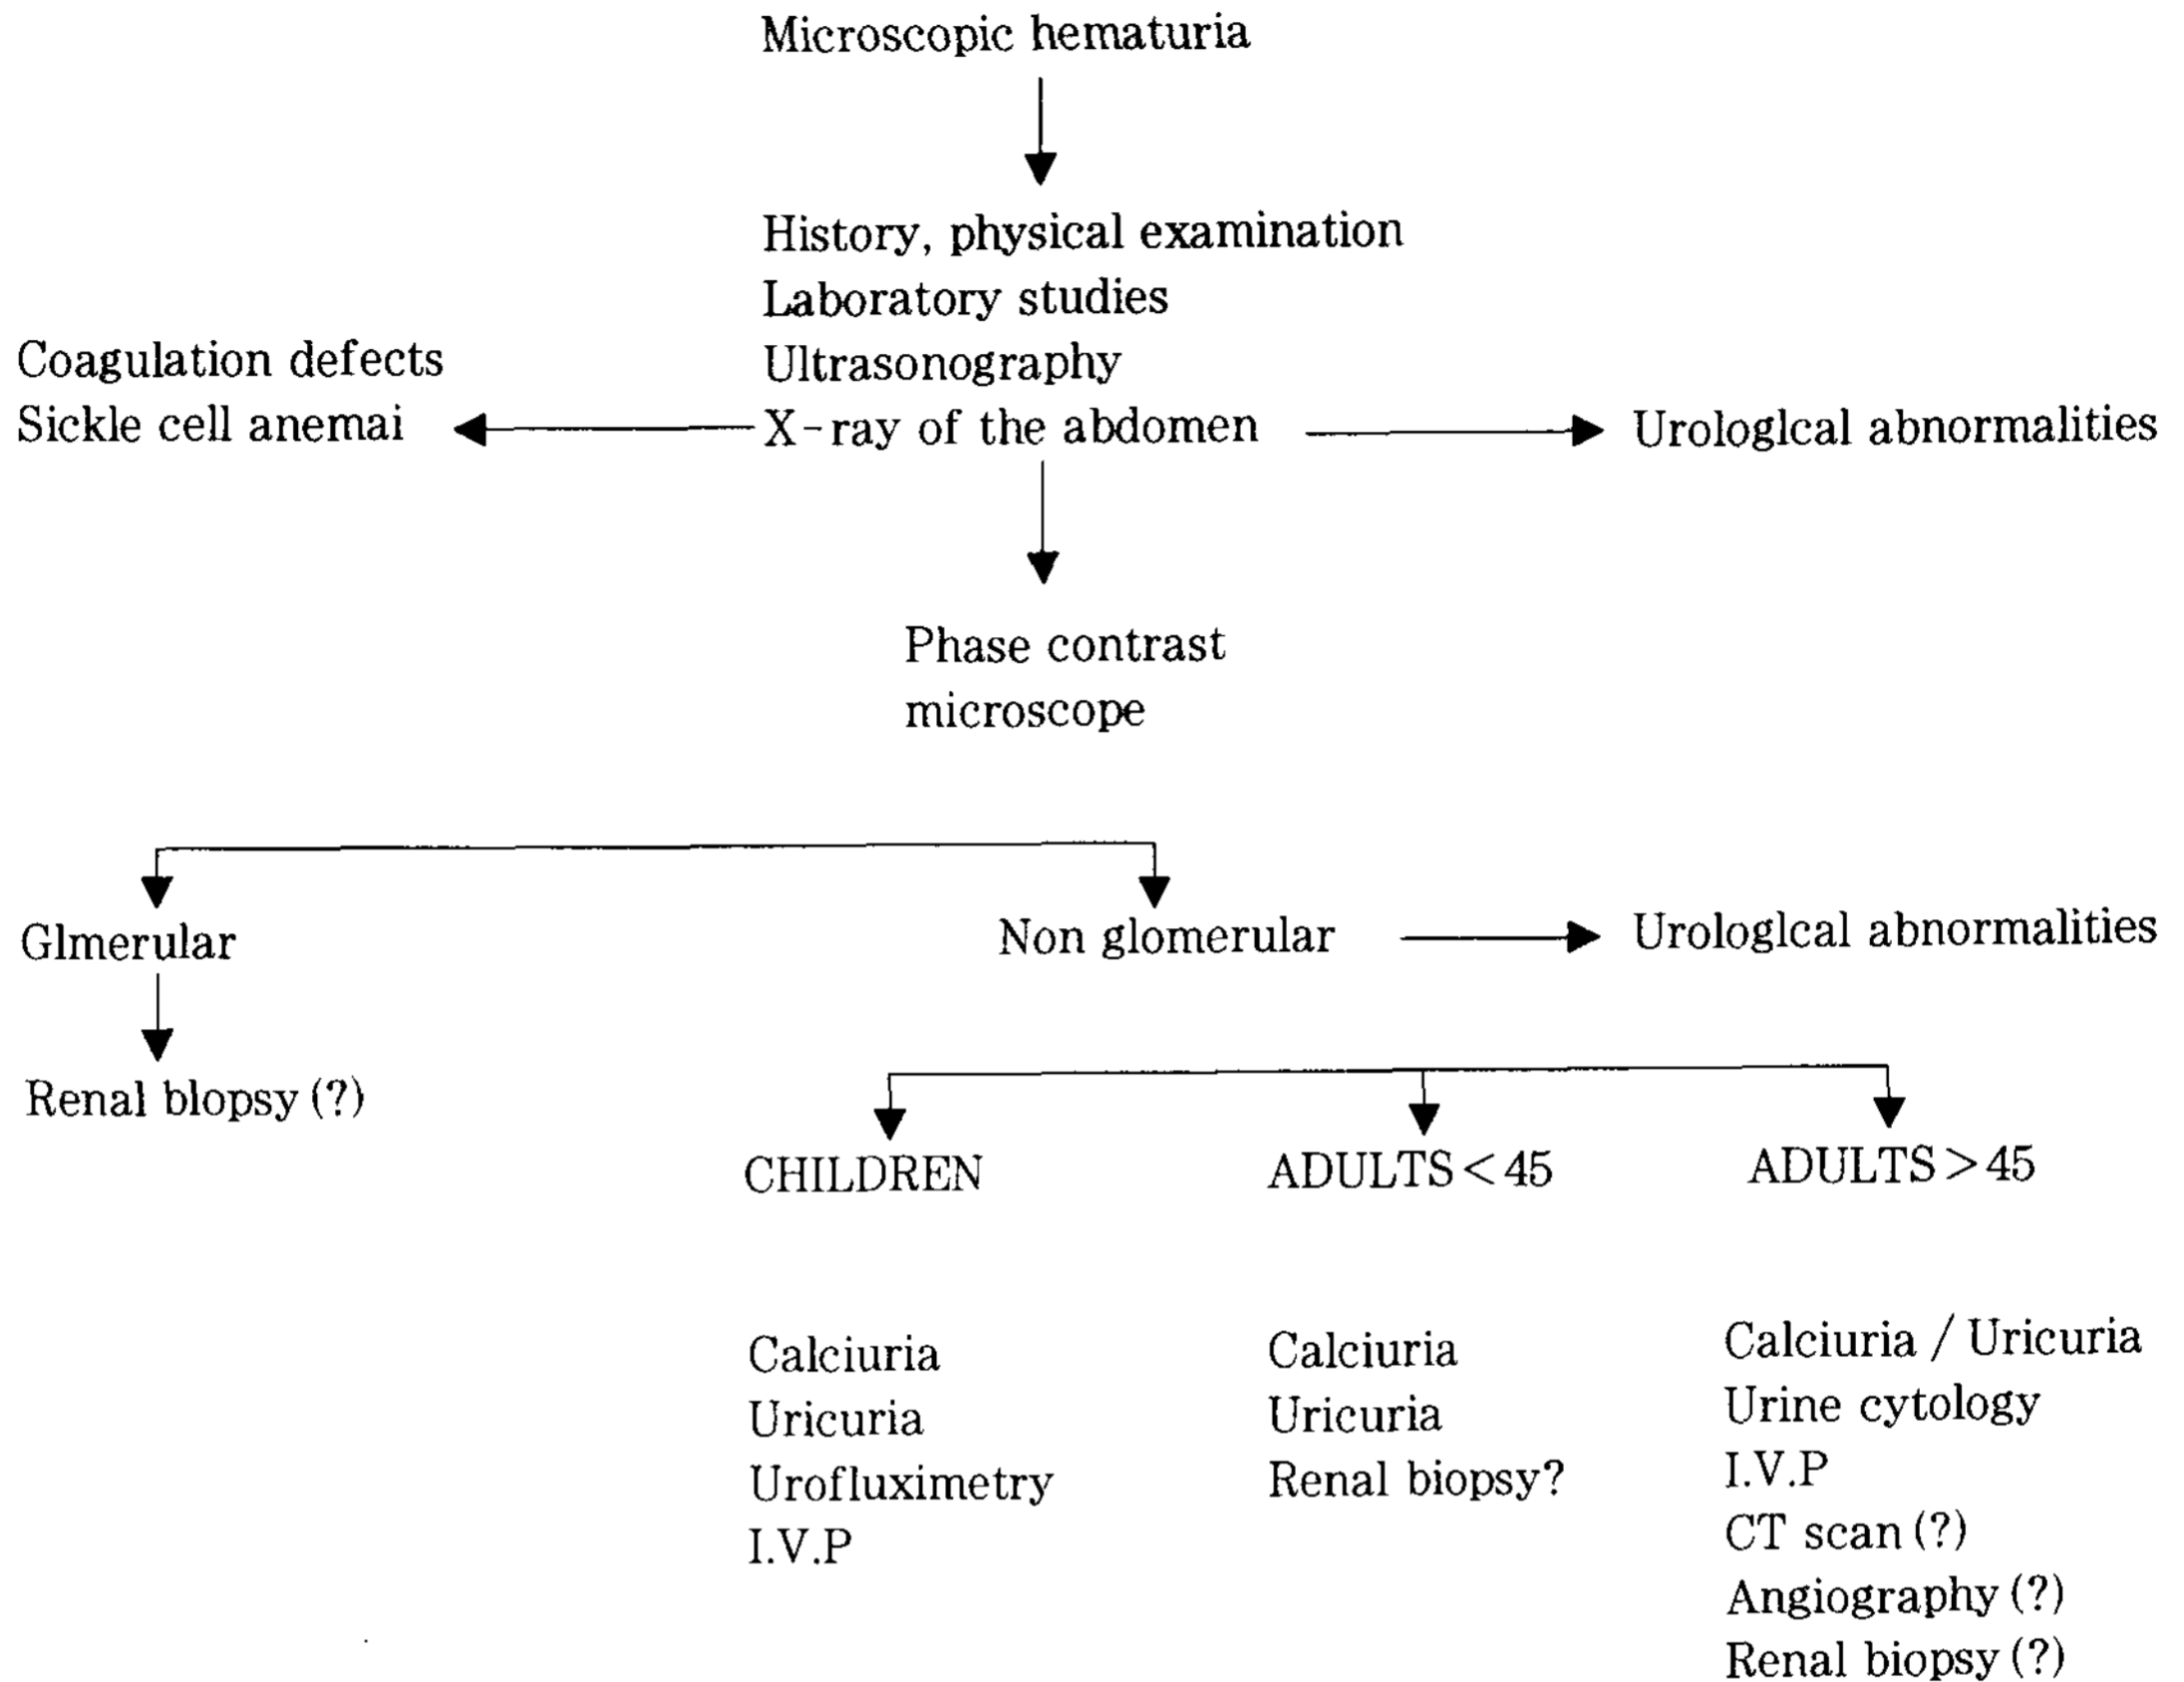 Microscopic hematuria
History, physical examination
Laboratory studies
Ultrasonography
X-ray of the abdomen
Coagulation defects
Sickle cell anemai
Urologlcal abnormalities
Phase contrast
microscope
Glmerular
Non glomerular
Urologlcal abnormalities
Renal blopsy (?)
CHILDREN
ADULTS < 45
ADULTS > 45
Calciuria
Uricuria
Urofluximetry
I.V.P
Calciuria
Uricuria
Renal biopsy?
Calciuria / Uricuria
Urine cytology
I.V.P
CT scan (?)
Angiography (?)
Renal biopsy (?)